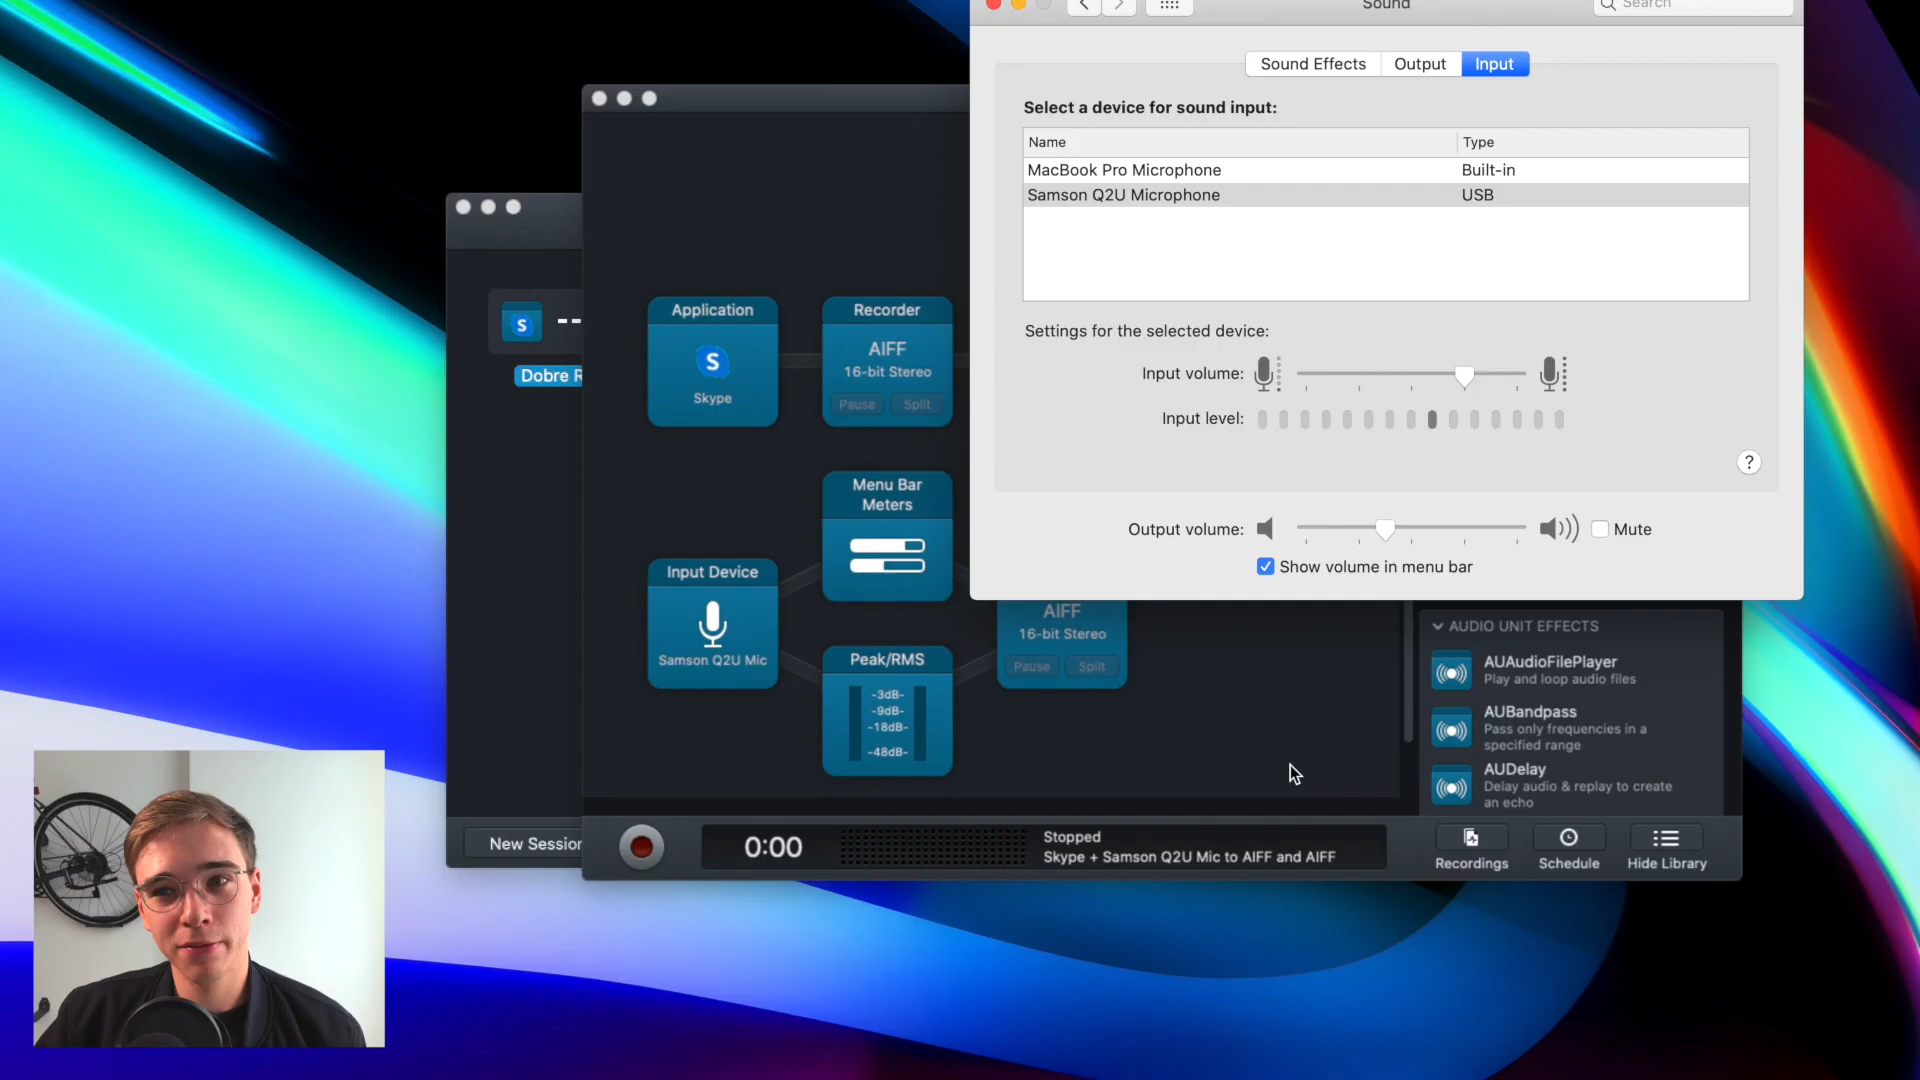 Sound
Search
Sound Effects
Output
Input
Select a device for sound input:
Name
Type
MacBook Pro Microphone
Built-in
Samson Q2U Microphone
USB
Settings for the selected device:
Input volume:
Input level:
?
Output volume:
Mute
Show volume in menu bar
S
--
Dobre R
New Session
Application
S
Skype
Recorder
AIFF
16-bit Stereo
Pause
Split
Menu Bar
Meters
Input Device
Samson Q2U Mic
Peak/RMS
-3dB-
-9dB-
-18dB-
-48dB-
AIFF
16-bit Stereo
Pause
Split
AUDIO UNIT EFFECTS
AUAudioFilePlayer
Play and loop audio files
AUBandpass
Pass only frequencies in a
specified range
AUDelay
Delay audio & replay to create
an echo
0:00
Stopped
Skype + Samson Q2U Mic to AIFF and AIFF
Recordings
Schedule
Hide Library